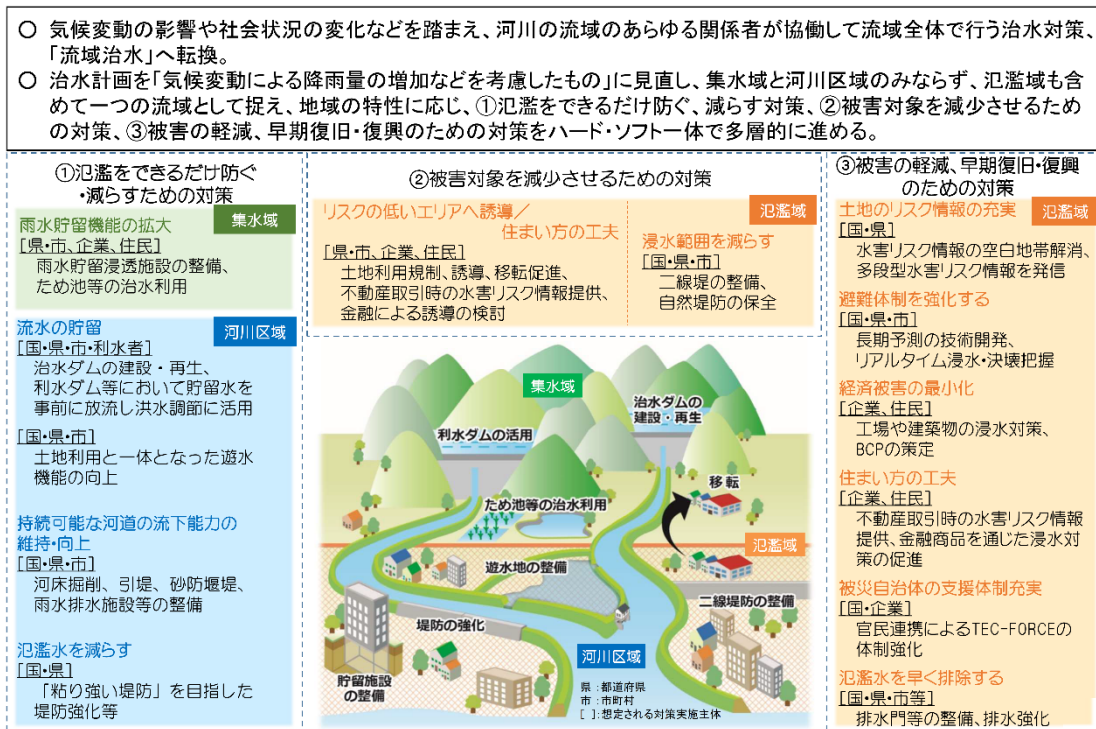 ○ 気候変動の影響や社会状況の変化などを踏まえ、河川の流域のあらゆる関係者が協働して流域全体で行う治水対策、
「流域治水」へ転換。
○ 治水計画を「気候変動による降雨量の増加などを考慮したもの」に見直し、集水域と河川区域のみならず、氾濫域も含
めて一つの流域として捉え、地域の特性に応じ、①氾濫をできるだけ防ぐ、減らす対策、②被害対象を減少させるため
の対策、③被害の軽減、早期復旧・復興のための対策をハード・ソフト一体で多層的に進める。
①氾濫をできるだけ防ぐ
・減らすための対策
集水域
雨水貯留機能の拡大
[県・市、企業、住民]
雨水貯留浸透施設の整備、
ため池等の治水利用
河川区域
流水の貯留
[国・県・市・利水者]
治水ダムの建設・再生、
利水ダム等において貯留水を
事前に放流し洪水調節に活用
[国・県・市]
土地利用と一体となった遊水
機能の向上
持続可能な河道の流下能力の
維持・向上
[国・県・市]
河床掘削、引堤、砂防堰堤、
雨水排水施設等の整備
氾濫水を減らす
[国・県]
「粘り強い堤防」を目指した
堤防強化等
②被害対象を減少させるための対策
氾濫域
リスクの低いエリアへ誘導／
住まい方の工夫
[県・市、企業、住民]
土地利用規制、誘導、移転促進、
不動産取引時の水害リスク情報提供、
金融による誘導の検討
浸水範囲を減らす
[国・県・市]
二線堤の整備、
自然堤防の保全
集水域
治水ダムの
建設・再生
利水ダムの活用
移転
ため池等の治水利用
氾濫域
遊水地の整備
二線堤防の整備
堤防の強化
河川区域
貯留施設
の整備
県 : 都道府県
市 : 市町村
[ ]: 想定される対策実施主体
③被害の軽減、早期復旧・復興
のための対策
氾濫域
土地のリスク情報の充実
[国・県]
水害リスク情報の空白地帯解消、
多段型水害リスク情報を発信
避難体制を強化する
[国・県・市]
長期予測の技術開発、
リアルタイム浸水・決壊把握
経済被害の最小化
[企業、住民]
工場や建築物の浸水対策、
BCPの策定
住まい方の工夫
[企業、住民]
不動産取引時の水害リスク情報
提供、金融商品を通じた浸水対
策の促進
被災自治体の支援体制充実
[国・企業]
官民連携によるTEC-FORCEの
体制強化
氾濫水を早く排除する
[国・県・市等]
排水門等の整備、排水強化